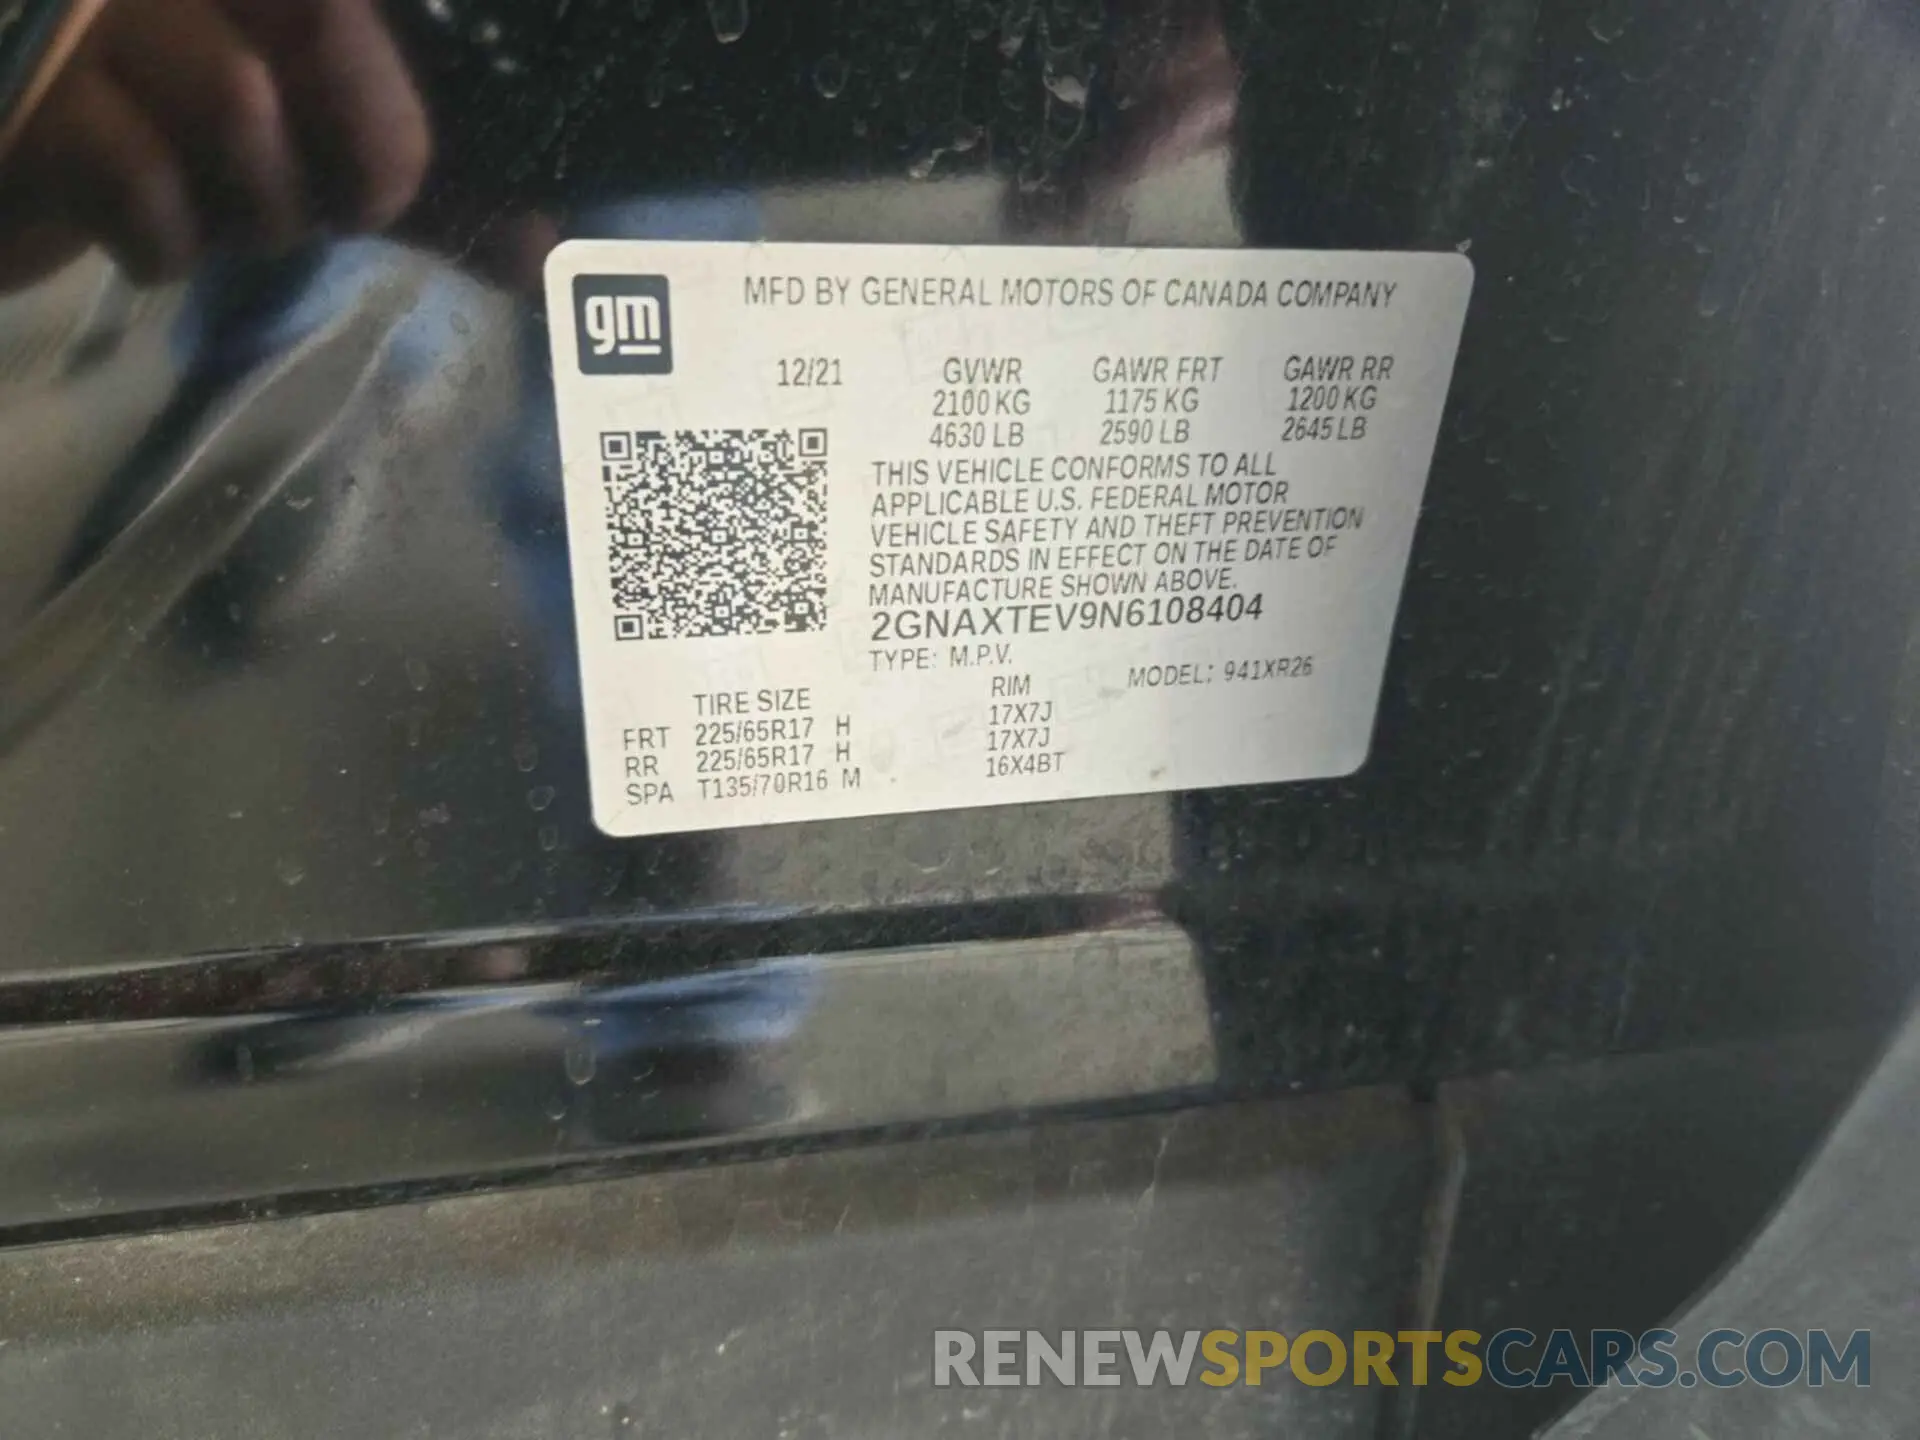 gm
MFD BY GENERAL MOTORS OF CANADA COMPANY
12/21 GVWR GAWR FRT GAWR RR
2100 KG 1175 KG 1200 KG
4630 LB 2590 LB 2645 LB
THIS VEHICLE CONFORMS TO ALL
APPLICABLE U.S. FEDERAL MOTOR
VEHICLE SAFETY AND THEFT PREVENTION
STANDARDS IN EFFECT ON THE DATE OF
MANUFACTURE SHOWN ABOVE.
2GNAXTEV9N6108404
TYPE: M.P.V. MODEL: 941XR26
TIRE SIZE RIM
FRT 225/65R17 H 17X7J
RR 225/65R17 H 17X7J
SPA T135/70R16 M 16X4BT
RENEWSPORTSCARS.COM